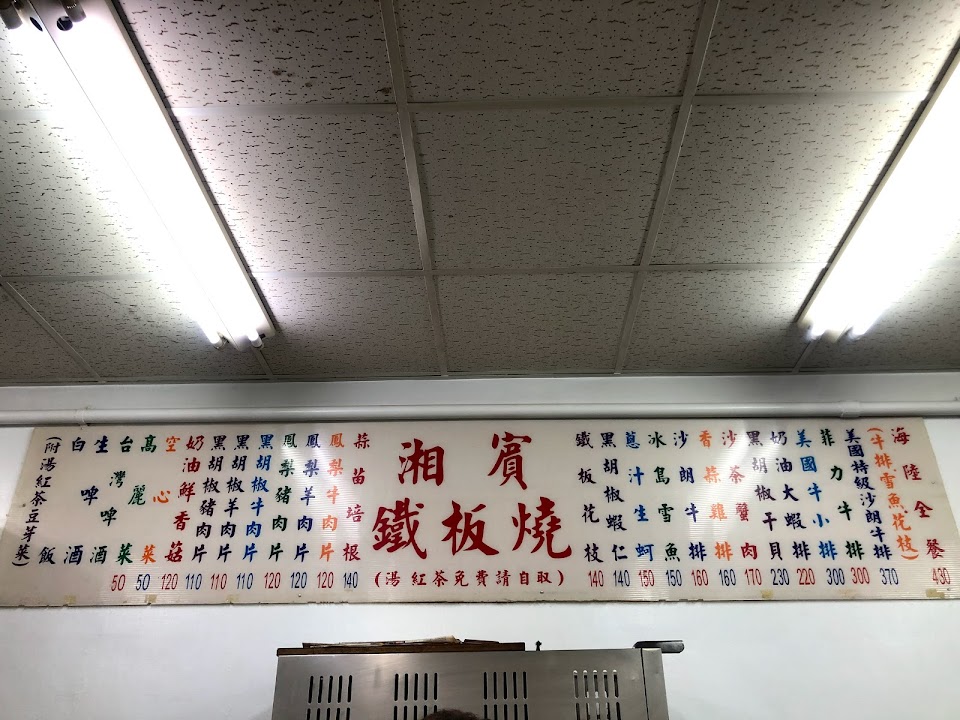 海陸全餐 430
(牛排雪魚花枝)
美國特級沙朗牛排 370
菲力牛排 300
美國牛小排 300
奶油大蝦 220
黑胡椒干貝 230
沙茶蟹肉 170
香蒜雞排 160
沙朗牛排 160
冰島雪魚 150
蔥汁生蚵 150
黑胡椒蝦仁 140
鐵板花枝 140
湘賓
鐵板燒
(湯紅茶免費請自取)
蒜苗培根 140
鳳梨牛肉片 120
鳳梨羊肉片 120
鳳梨豬肉片 120
黑胡椒牛肉片 110
黑胡椒羊肉片 110
黑胡椒豬肉片 110
奶油鮮香菇 120
空心菜 50
高麗菜 50
台灣啤酒
生啤酒
白飯
(附湯紅茶豆芽菜)